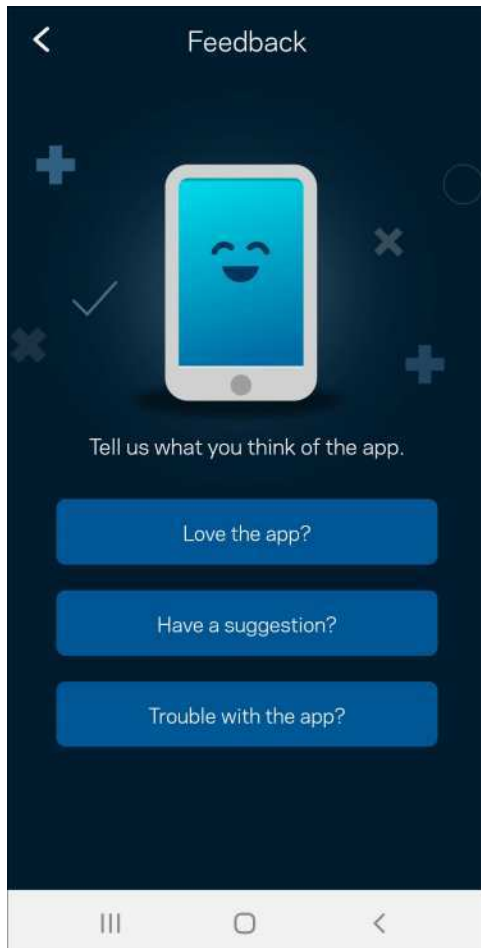 Feedback
Tell us what you think of the app.
Love the app?
Have a suggestion?
Trouble with the app?